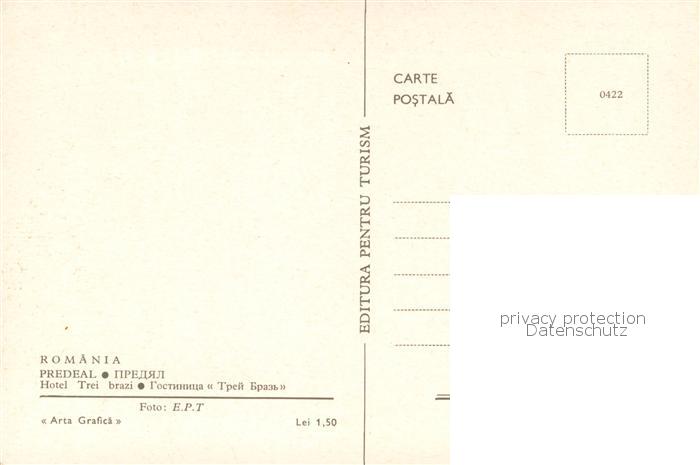 CARTE
POȘTALĂ
0422
EDITURA PENTRU TURISM
privacy protection
Datenschutz
ROMÂNIA
PREDEAL ● ПРЕДЯЛ
Hotel Trei brazi ● Гостиница « Трей Бразь»
Foto: E.P.T
« Arta Grafică » Lei 1,50